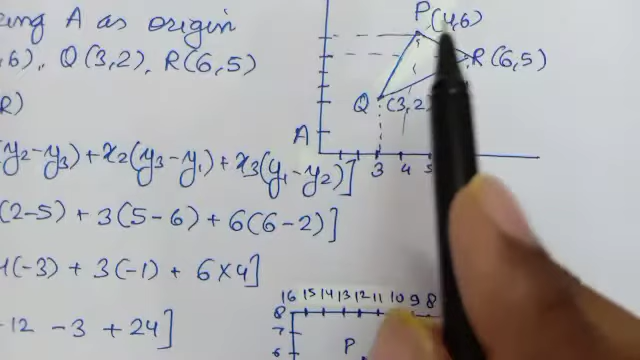 ing A as origin
6), Q(3,2), R(6,5)
R)
(y₂-y₃)+x₂(y₃-y₁)+x₃(y₁-y₂)]
(2-5) + 3(5-6) + 6(6-2)]
(-3) + 3(-1) + 6×4]
12 -3 +24]
P(4,6)
R(6,5)
Q (3,2)
A
3 4 5
16 15 14 13 12 11 10 9 8
8
7
6
P